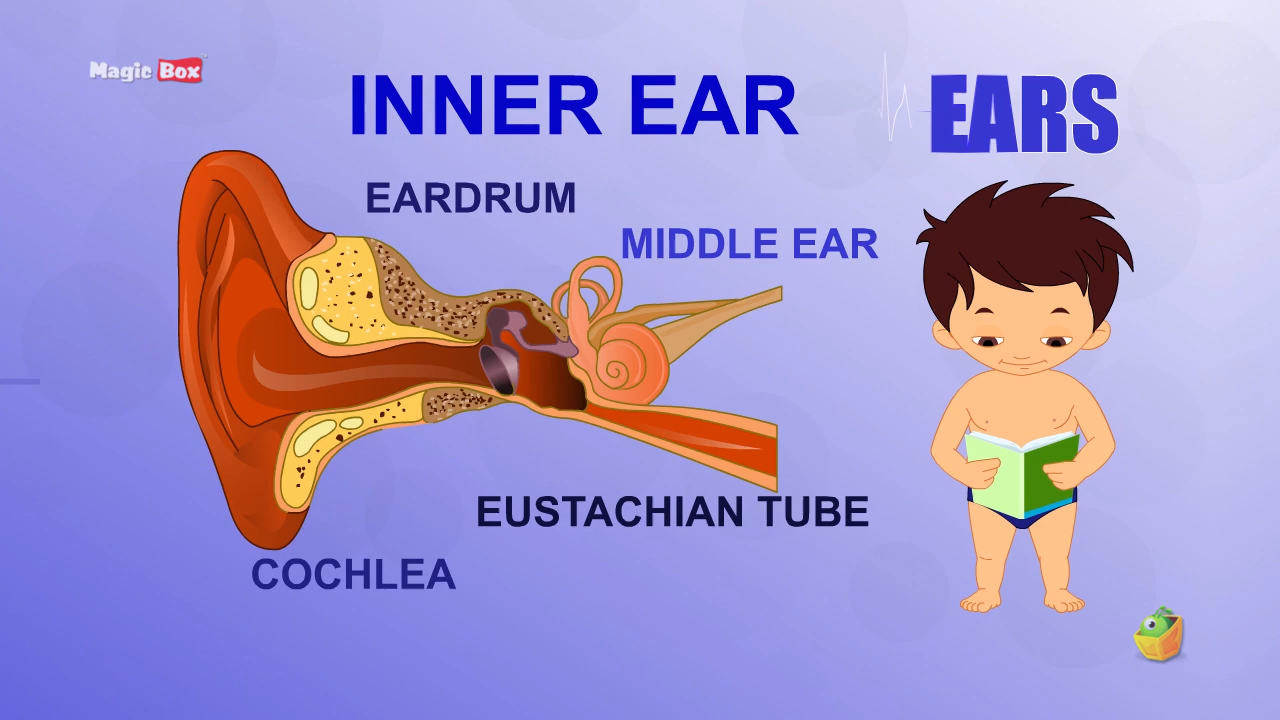 Magic Box
INNER EAR
EARS
EARDRUM
MIDDLE EAR
EUSTACHIAN TUBE
COCHLEA